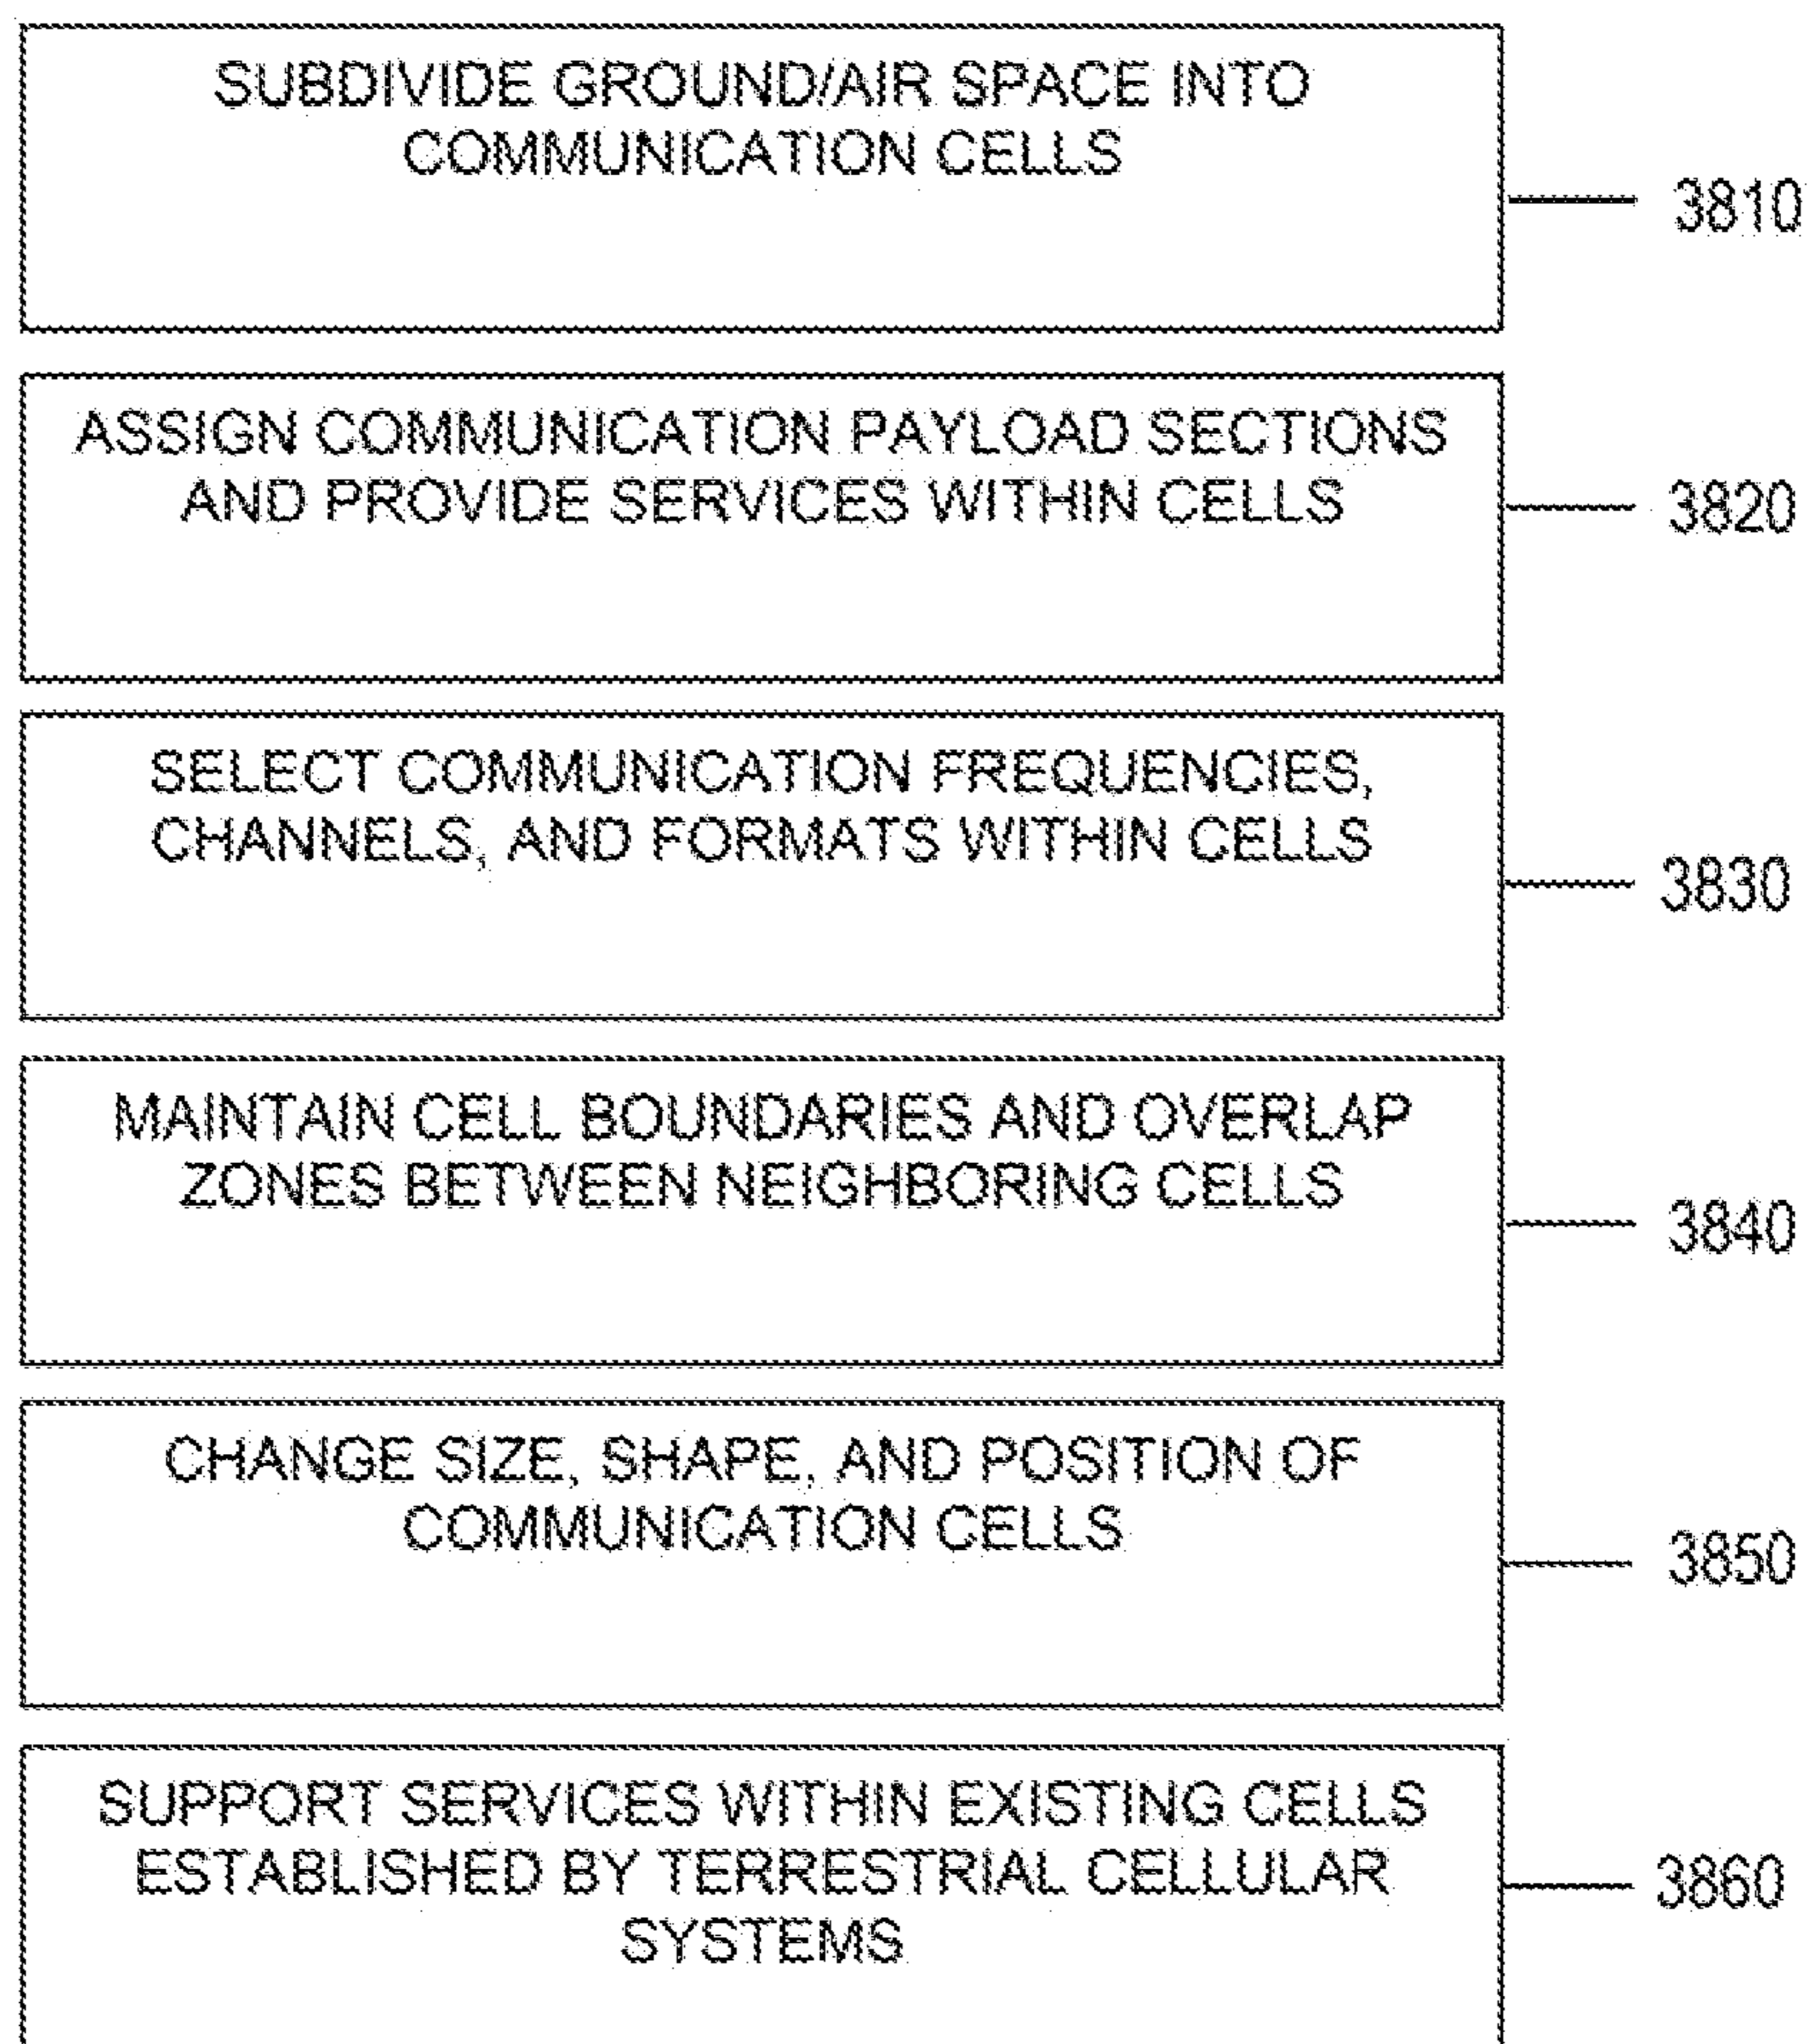 SUBDIVIDE GROUND/AIR SPACE INTO
COMMUNICATION CELLS
3810
ASSIGN COMMUNICATION PAYLOAD SECTIONS
AND PROVIDE SERVICES WITHIN CELLS
3820
SELECT COMMUNICATION FREQUENCIES,
CHANNELS, AND FORMATS WITHIN CELLS
3830
MAINTAIN CELL BOUNDARIES AND OVERLAP
ZONES BETWEEN NEIGHBORING CELLS
3840
CHANGE SIZE, SHAPE, AND POSITION OF
COMMUNICATION CELLS
3850
SUPPORT SERVICES WITHIN EXISTING CELLS
ESTABLISHED BY TERRESTRIAL CELLULAR
SYSTEMS
3860